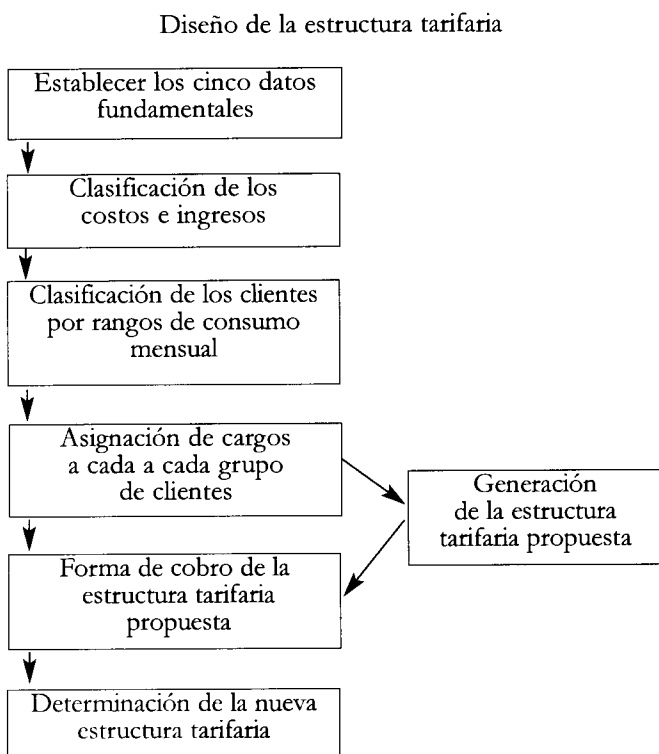 Diseño de la estructura tarifaria
Establecer los cinco datos
fundamentales
Clasificación de los
costos e ingresos
Clasificación de los clientes
por rangos de consumo
mensual
Asignación de cargos
a cada a cada grupo
de clientes
Generación
de la estructura
tarifaria propuesta
Forma de cobro de la
estructura tarifaria
propuesta
Determinación de la nueva
estructura tarifaria